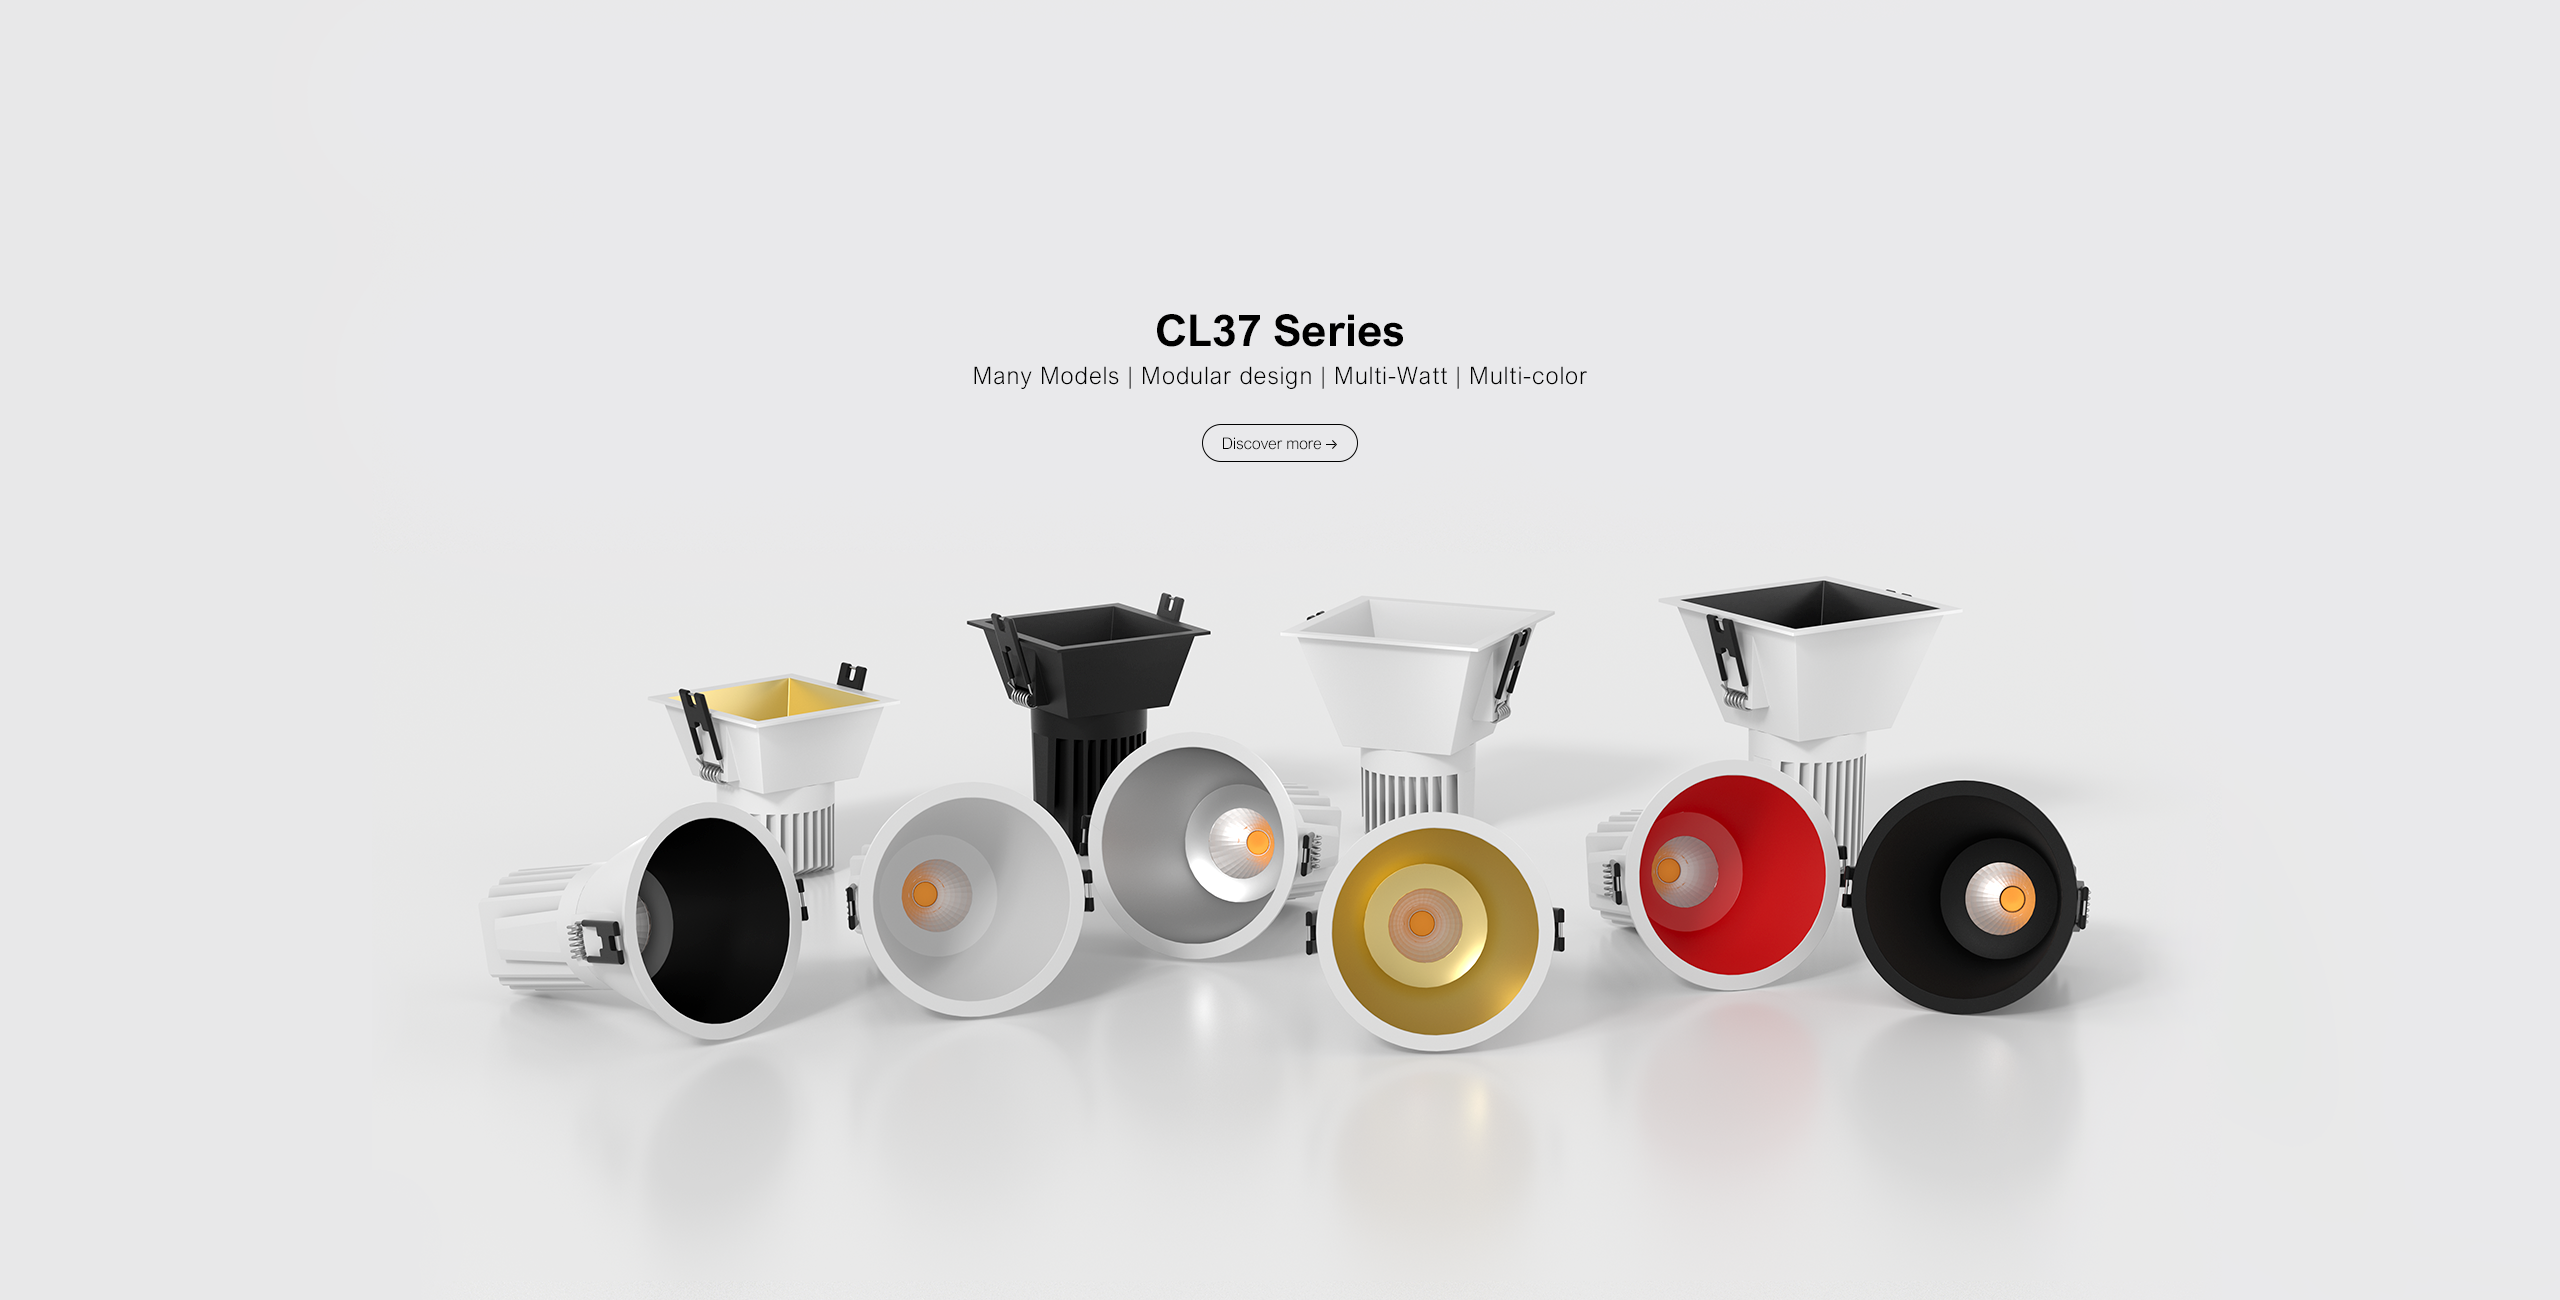 CL37 Series
Many Models | Modular design | Multi-Watt | Multi-color
Discover more →